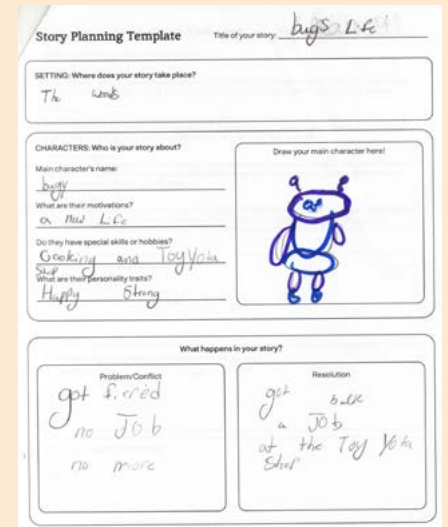 Story Planning Template
Title of your story: bugs Life
SETTING: Where does your story take place?
The woods
CHARACTERS: Who is your story about?
Draw your main character here!
Main character's name:
bugy
What are their motivations?
a new Life
Do they have special skills or hobbies?
Cooking and Toy Yota
Shop
What are their personality traits?
Happy Strong
What happens in your story?
Problem/Conflict
got firred
no Job
no more
Resolution
got back
a Job
at the Toy Yota
Shop